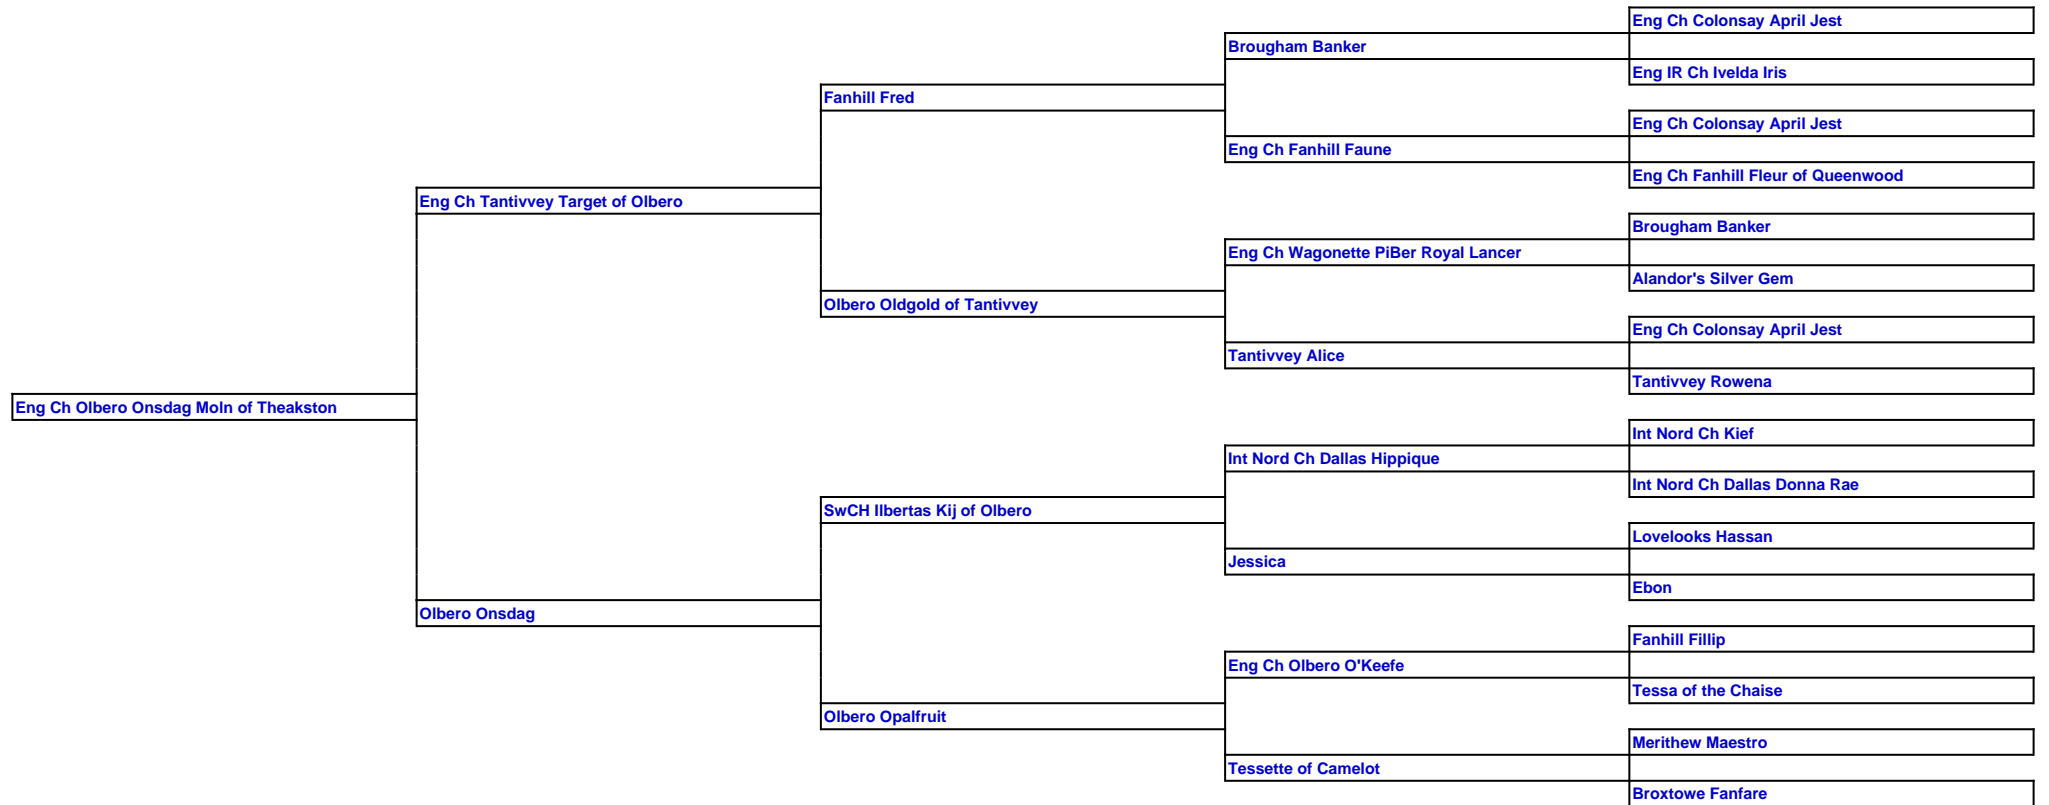 Eng Ch Colonsay April Jest
Brougham Banker
Eng IR Ch Ivelda Iris
Fanhill Fred
Eng Ch Colonsay April Jest
Eng Ch Fanhill Faune
Eng Ch Fanhill Fleur of Queenwood
Eng Ch Tantivvey Target of Olbero
Brougham Banker
Eng Ch Wagonette PiBer Royal Lancer
Alandor's Silver Gem
Olbero Oldgold of Tantivvey
Eng Ch Colonsay April Jest
Tantivvey Alice
Tantivvey Rowena
Eng Ch Olbero Onsdag Moln of Theakston
Int Nord Ch Kief
Int Nord Ch Dallas Hippique
Int Nord Ch Dallas Donna Rae
SwCH Ilbertas Kij of Olbero
Lovelooks Hassan
Jessica
Ebon
Olbero Onsdag
Fanhill Fillip
Eng Ch Olbero O'Keefe
Tessa of the Chaise
Olbero Opalfruit
Merithew Maestro
Tessette of Camelot
Broxtowe Fanfare